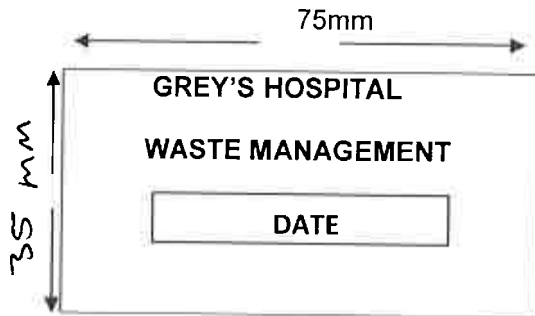 75mm
GREY'S HOSPITAL
WASTE MANAGEMENT
35 mm
DATE